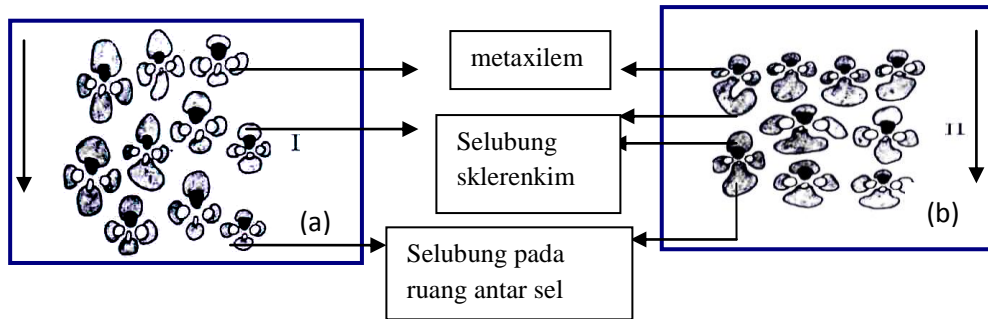 metaxilem
Selubung
sklerenkim
Selubung pada
ruang antar sel
I
(a)
II
(b)